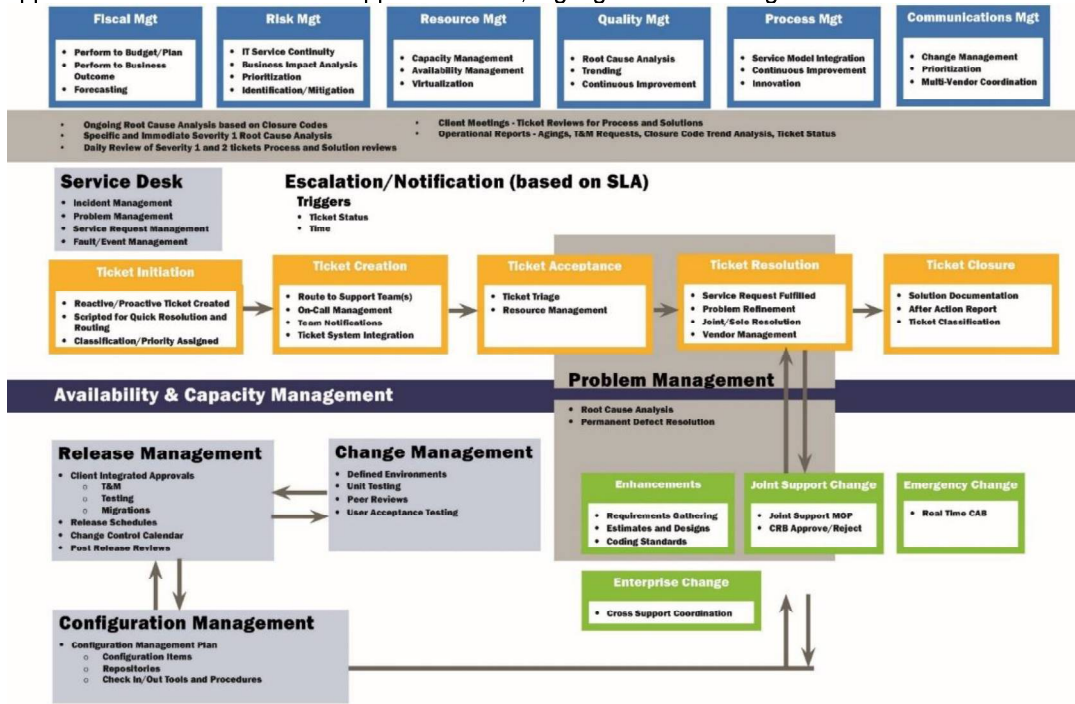 Fiscal Mgt
Perform to Budget/Plan
Perform to Business
Outcome
Forecasting
Risk Mgt
IT Service Continuity
Business Impact Analysis
Prioritization
Identification/Mitigation
Resource Mgt
Capacity Management
Availability Management
Virtualization
Quality Mgt
Root Cause Analysis
Trending
Continuous Improvement
Process Mgt
Service Model Integration
Continuous Improvement
Innovation
Communications Mgt
Change Management
Prioritization
Multi-Vendor Coordination
Ongoing Root Cause Analysis based on Closure Codes
Specific and Immediate Severity 1 Root Cause Analysis
Daily Review of Severity 1 and 2 tickets Process and Solution reviews
Client Meetings - Ticket Reviews for Process and Solutions
Operational Reports - Agings, T&M Requests, Closure Code Trend Analysis, Ticket Status
Service Desk
Incident Management
Problem Management
Service Request Management
Fault/Event Management
Escalation/Notification (based on SLA)
Triggers
Ticket Status
Time
Ticket Initiation
Reactive/Proactive Ticket Created
Scripted for Quick Resolution and
Routing
Classification/Priority Assigned
Ticket Creation
Route to Support Team(s)
On-Call Management
Team Notifications
Ticket System Integration
Ticket Acceptance
Ticket Triage
Resource Management
Ticket Resolution
Service Request Fulfilled
Problem Refinement
Joint/Sole Resolution
Vendor Management
Ticket Closure
Solution Documentation
After Action Report
Ticket Classification
Availability & Capacity Management
Problem Management
Root Cause Analysis
Permanent Defect Resolution
Release Management
Client Integrated Approvals
T&M
Testing
Migrations
Release Schedules
Change Control Calendar
Post Release Reviews
Change Management
Defined Environments
Unit Testing
Peer Reviews
User Acceptance Testing
Enhancements
Requirements Gathering
Estimates and Designs
Coding Standards
Joint Support Change
Joint Support MOP
CRB Approve/Reject
Emergency Change
Real Time CAB
Enterprise Change
Cross Support Coordination
Configuration Management
Configuration Management Plan
Configuration Items
Repositories
Check In/Out Tools and Procedures